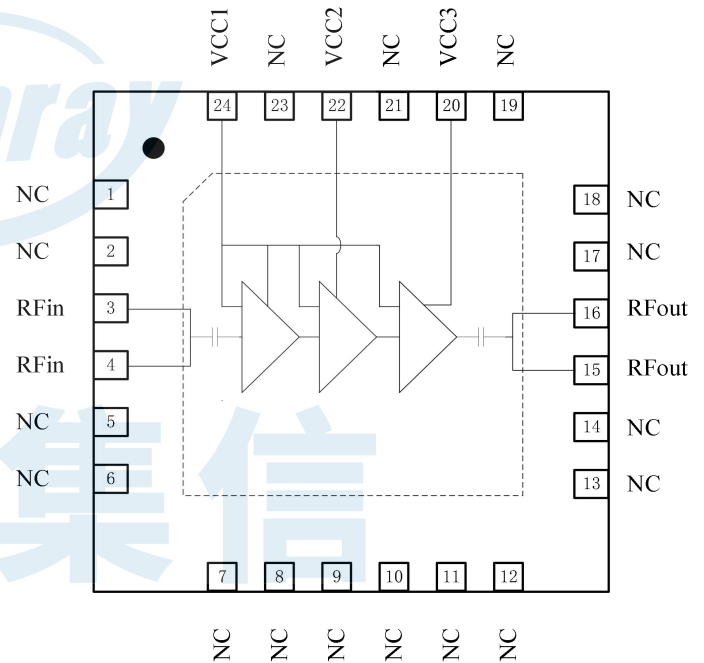 VCC1 NC VCC2 NC VCC3 NC
24 23 22 21 20 19
NC 1
NC 2
RFin 3
RFin 4
NC 5
NC 6
18 NC
17 NC
16 RFout
15 RFout
14 NC
13 NC
7 8 9 10 11 12
NC NC NC NC NC NC
集信